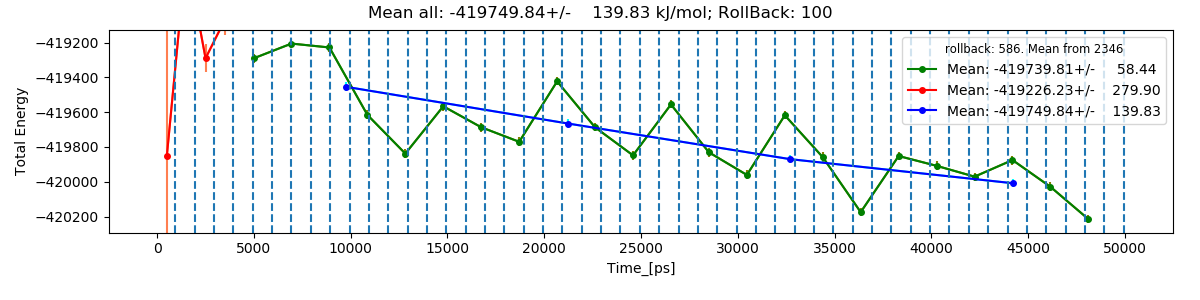 Mean all: -419749.84+/-    139.83 kJ/mol; RollBack: 100
−419200
−419400
−419600
−419800
−420000
−420200
Total Energy
rollback: 586. Mean from 2346
Mean: -419739.81+/-     58.44
Mean: -419226.23+/-    279.90
Mean: -419749.84+/-    139.83
0 5000 10000 15000 20000 25000 30000 35000 40000 45000 50000
Time_[ps]